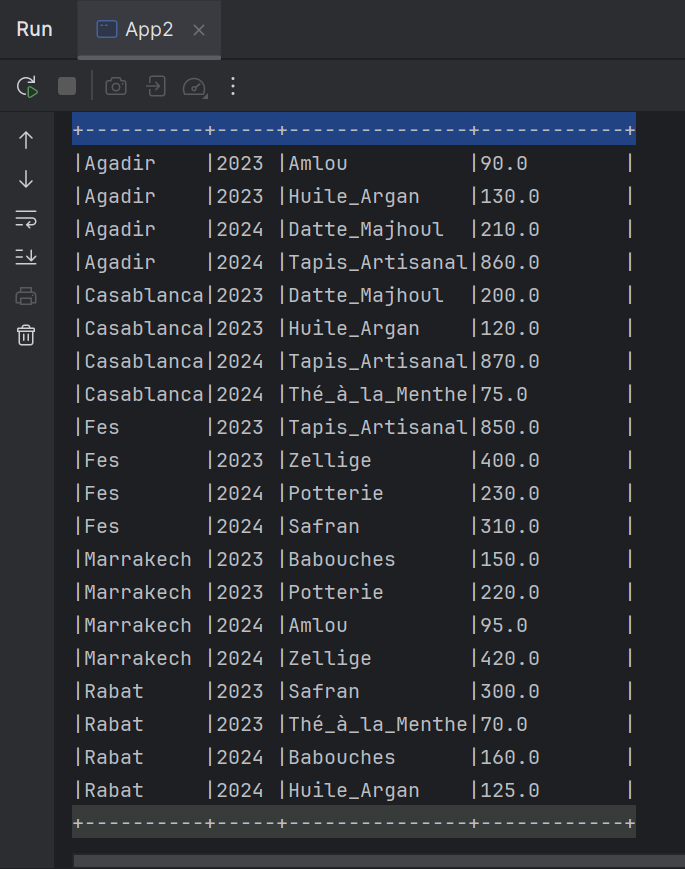 Run App2
+----------+-----+---------------+------------+
|Agadir    |2023 |Amlou          |90.0        |
|Agadir    |2023 |Huile_Argan    |130.0       |
|Agadir    |2024 |Datte_Majhoul  |210.0       |
|Agadir    |2024 |Tapis_Artisanal|860.0       |
|Casablanca|2023 |Datte_Majhoul  |200.0       |
|Casablanca|2023 |Huile_Argan    |120.0       |
|Casablanca|2024 |Tapis_Artisanal|870.0       |
|Casablanca|2024 |Thé_à_la_Menthe|75.0        |
|Fes       |2023 |Tapis_Artisanal|850.0       |
|Fes       |2023 |Zellige        |400.0       |
|Fes       |2024 |Potterie       |230.0       |
|Fes       |2024 |Safran         |310.0       |
|Marrakech |2023 |Babouches      |150.0       |
|Marrakech |2023 |Potterie       |220.0       |
|Marrakech |2024 |Amlou          |95.0        |
|Marrakech |2024 |Zellige        |420.0       |
|Rabat     |2023 |Safran         |300.0       |
|Rabat     |2023 |Thé_à_la_Menthe|70.0        |
|Rabat     |2024 |Babouches      |160.0       |
|Rabat     |2024 |Huile_Argan    |125.0       |
+----------+-----+---------------+------------+